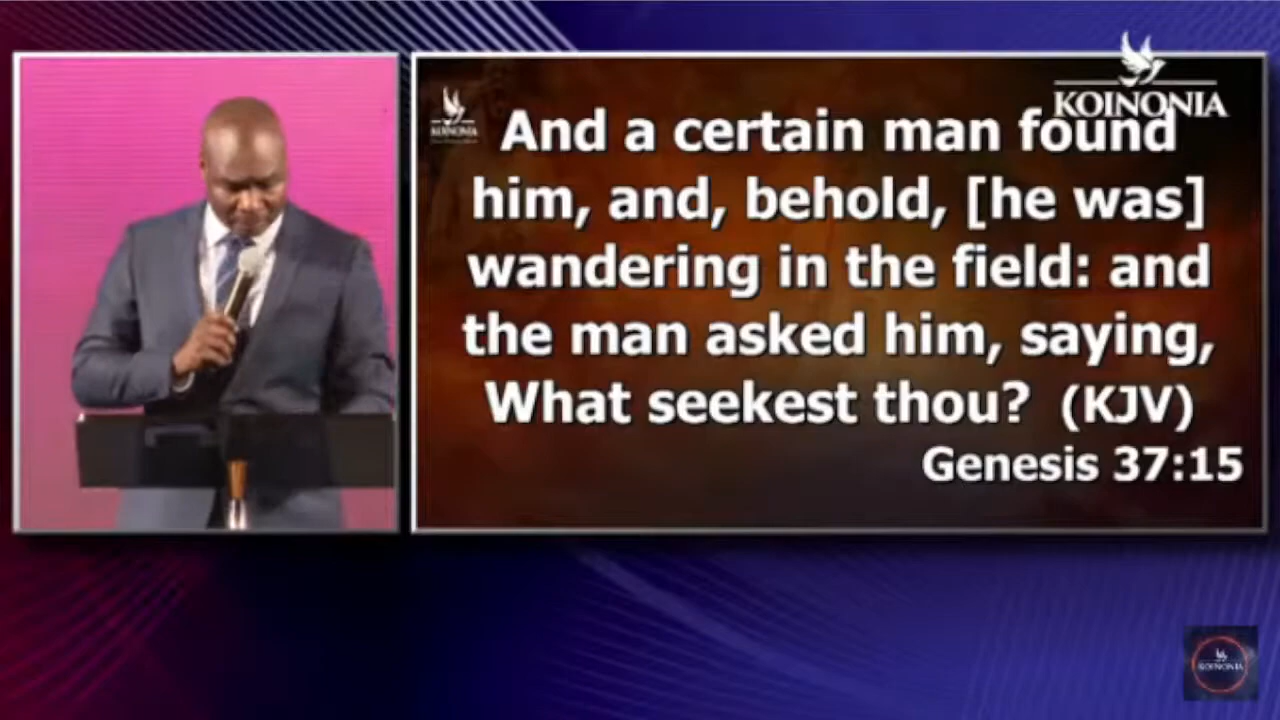 KOINONIA
KOINONIA
And a certain man found
him, and, behold, [he was]
wandering in the field: and
the man asked him, saying,
What seekest thou? (KJV)
Genesis 37:15
KOINONIA